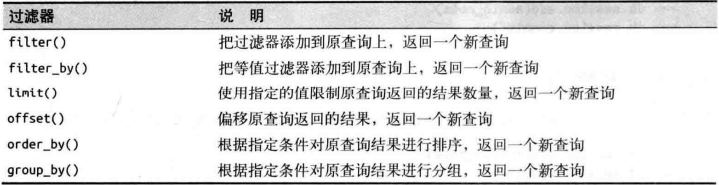 过滤器 说 明
filter() 把过滤器添加到原查询上，返回一个新查询
filter_by() 把等值过滤器添加到原查询上，返回一个新查询
limit() 使用指定的值限制原查询返回的结果数量，返回一个新查询
offset() 偏移原查询返回的结果，返回一个新查询
order_by() 根据指定条件对原查询结果进行排序，返回一个新查询
group_by() 根据指定条件对原查询结果进行分组，返回一个新查询